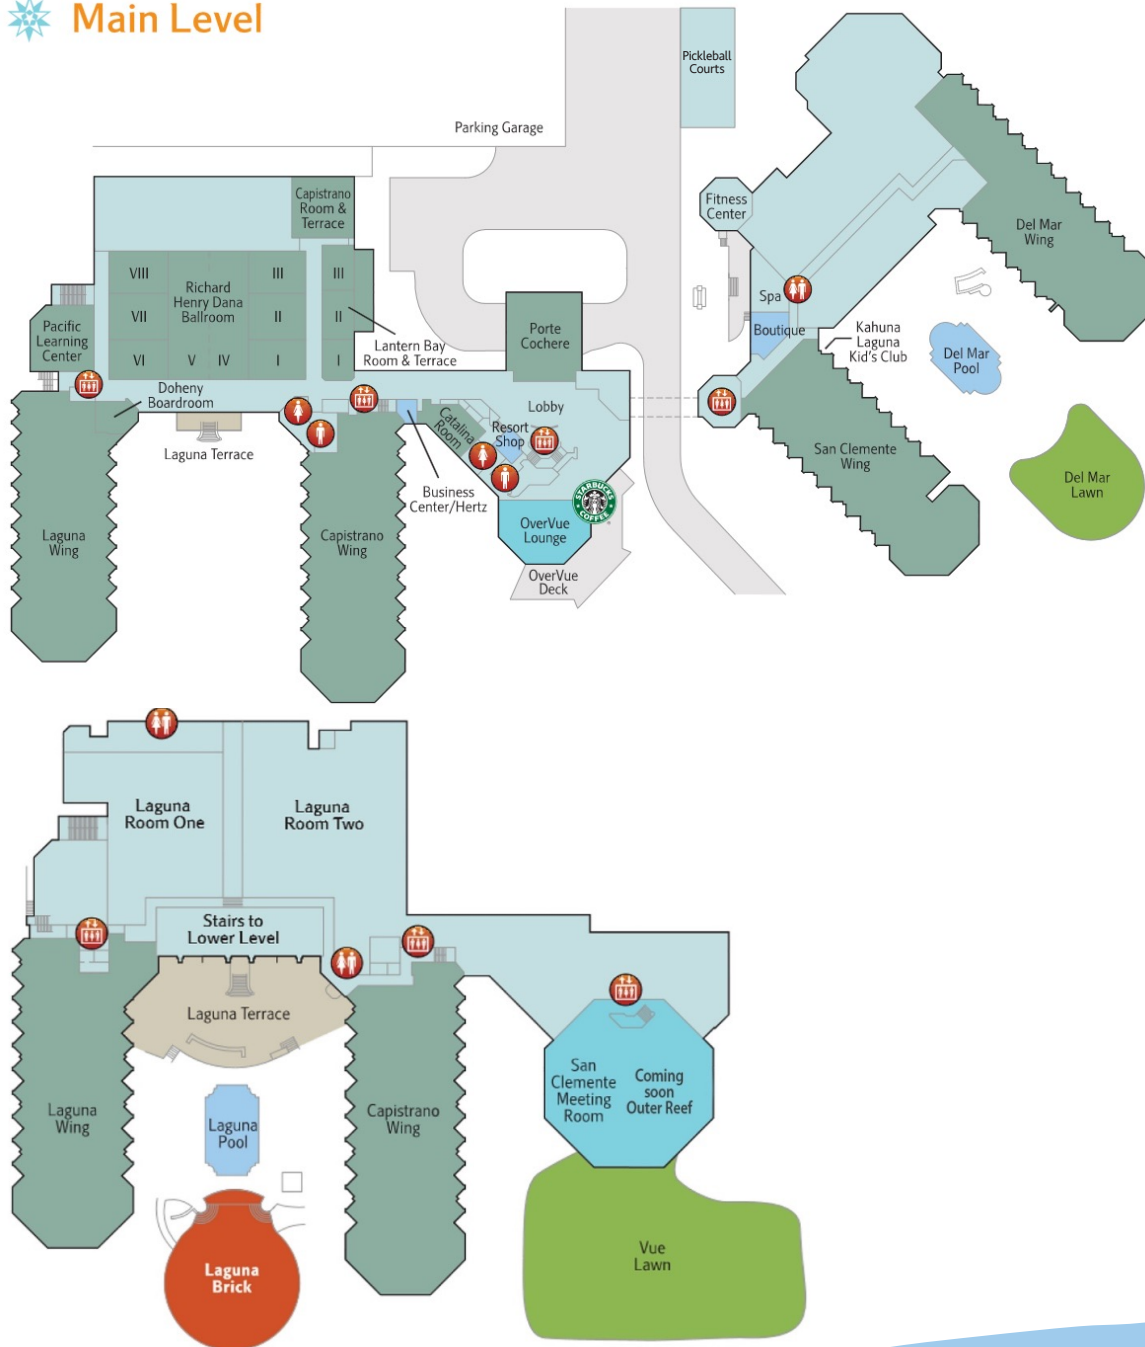 Main Level
Pickleball
Courts
Parking Garage
Capistrano
Room &
Terrace
Fitness
Center
Del Mar
Wing
VIII
III
III
Richard
Henry Dana
Ballroom
VII
II
II
Spa
Pacific
Learning
Center
Boutique
Kahuna
Laguna
Kid's Club
Porte
Cochere
Lantern Bay
Room & Terrace
Del Mar
Pool
VI
V
IV
I
I
Doheny
Boardroom
Lobby
Catalina
Room
Resort
Shop
Laguna Terrace
San Clemente
Wing
Del Mar
Lawn
Business
Center/Hertz
STARBUCKS
COFFEE
Laguna
Wing
Capistrano
Wing
OverVue
Lounge
OverVue
Deck
Laguna
Room One
Laguna
Room Two
Stairs to
Lower Level
Laguna Terrace
San
Clemente
Meeting
Room
Coming
soon
Outer Reef
Laguna
Wing
Laguna
Pool
Capistrano
Wing
Vue
Lawn
Laguna
Brick